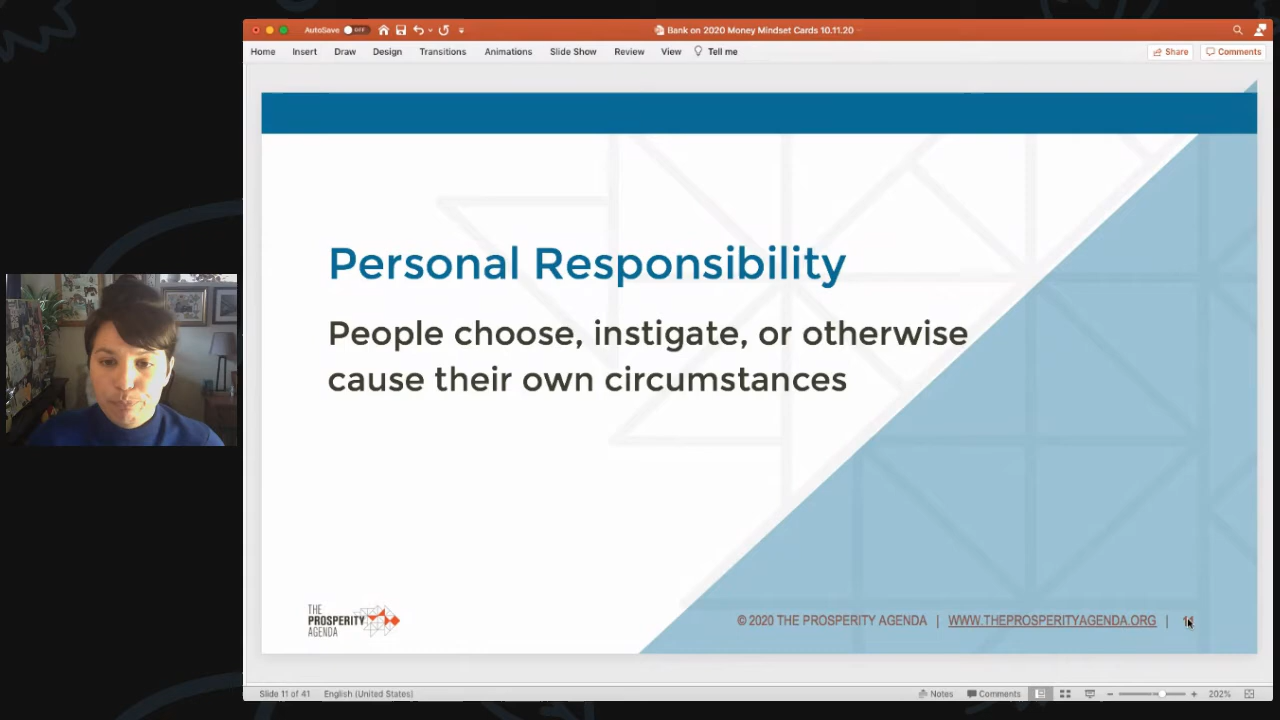 AutoSave OFF
Bank on 2020 Money Mindset Cards 10.11.20
Home Insert Draw Design Transitions Animations Slide Show Review View Tell me
Share Comments
Personal Responsibility
People choose, instigate, or otherwise
cause their own circumstances
THE
PROSPERITY
AGENDA
© 2020 THE PROSPERITY AGENDA | WWW.THEPROSPERITYAGENDA.ORG |
Slide 11 of 41 English (United States)
Notes Comments 202%